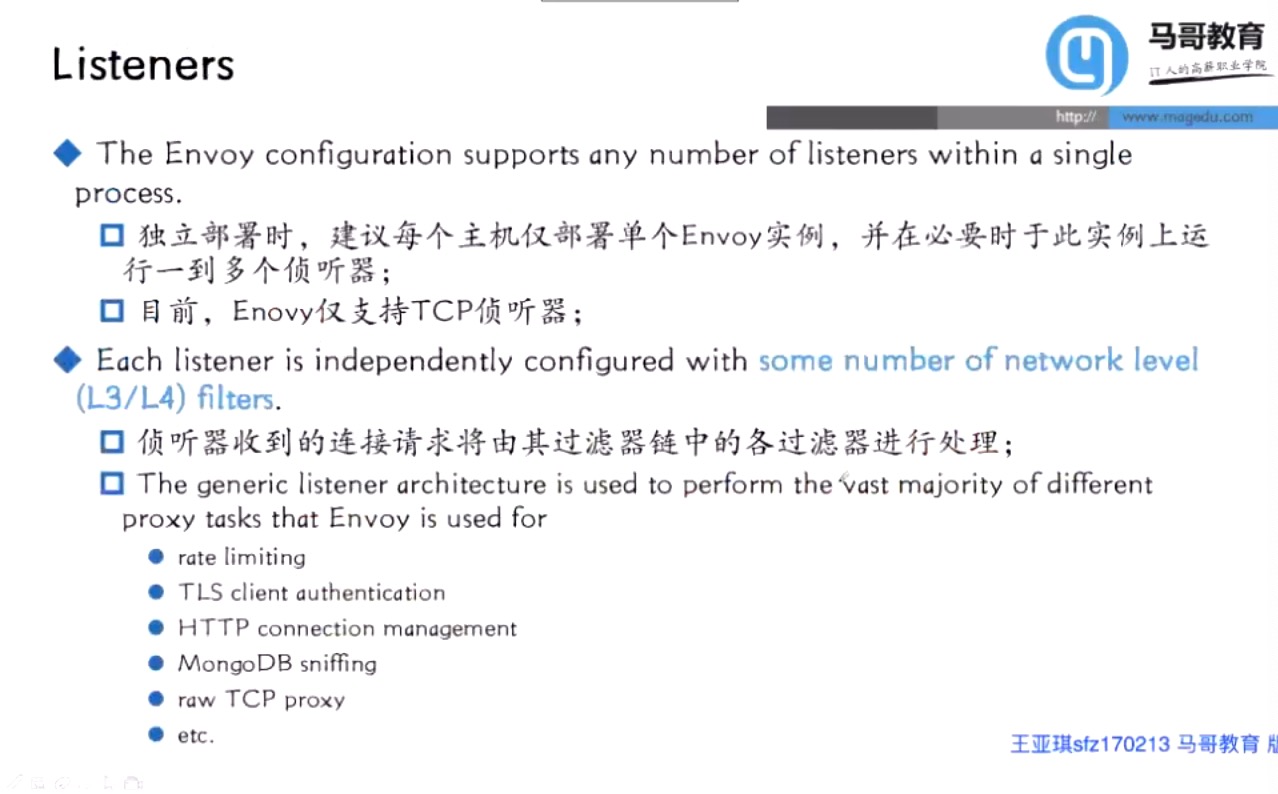 Listeners
马哥教育
IT人的高薪职业学院
http:// www.magedu.com
The Envoy configuration supports any number of listeners within a single
process.
独立部署时，建议每个主机仅部署单个Envoy实例，并在必要时于此实例上运
行一到多个侦听器；
目前，Enovy仅支持TCP侦听器；
Each listener is independently configured with some number of network level
(L3/L4) filters.
侦听器收到的连接请求将由其过滤器链中的各过滤器进行处理；
The generic listener architecture is used to perform the vast majority of different
proxy tasks that Envoy is used for
rate limiting
TLS client authentication
HTTP connection management
MongoDB sniffing
raw TCP proxy
etc.
王亚琪sfz170213 马哥教育